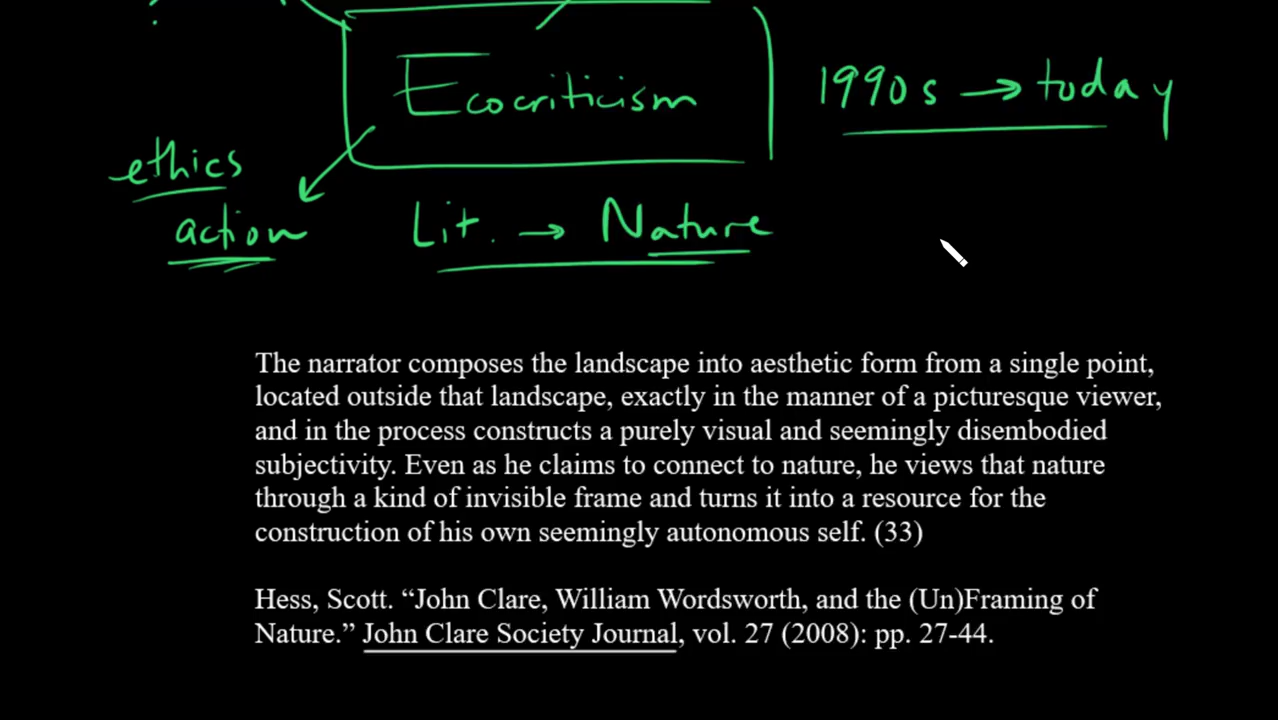 ?
Ecocriticism
1990s → today
ethics
action
Lit. → Nature
The narrator composes the landscape into aesthetic form from a single point,
located outside that landscape, exactly in the manner of a picturesque viewer,
and in the process constructs a purely visual and seemingly disembodied
subjectivity. Even as he claims to connect to nature, he views that nature
through a kind of invisible frame and turns it into a resource for the
construction of his own seemingly autonomous self. (33)
Hess, Scott. “John Clare, William Wordsworth, and the (Un)Framing of
Nature.” John Clare Society Journal, vol. 27 (2008): pp. 27-44.